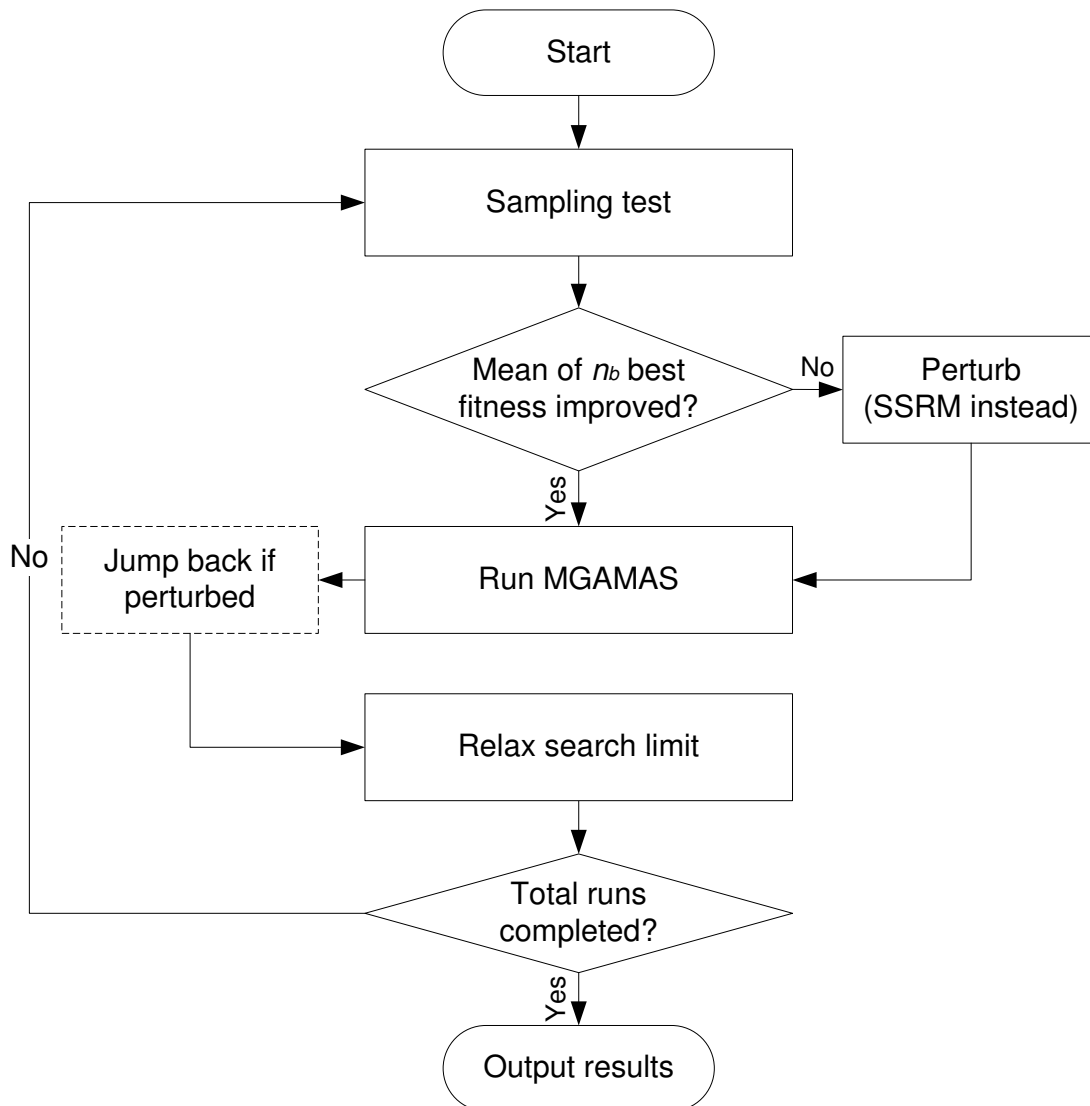 Start
Sampling test
Mean of nb best
fitness improved?
No
Perturb
(SSRM instead)
Yes
Run MGAMAS
Jump back if
perturbed
No
Relax search limit
Total runs
completed?
Yes
Output results